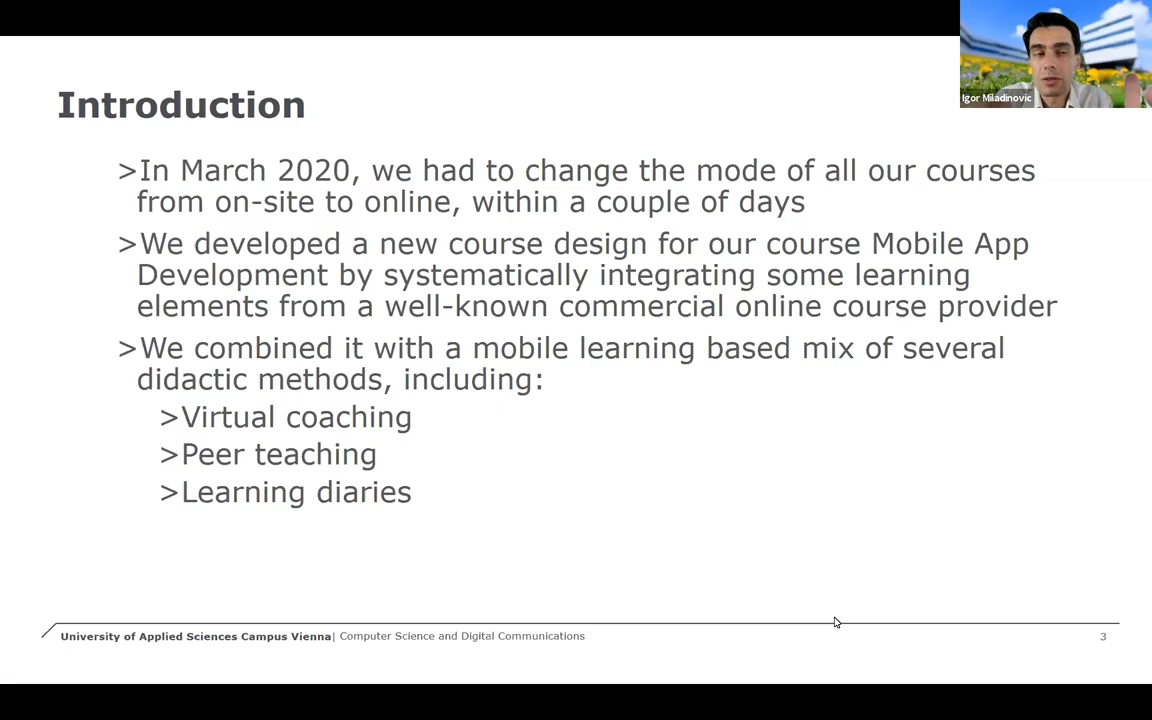 Igor Miladinovic
Introduction
>In March 2020, we had to change the mode of all our courses
from on-site to online, within a couple of days
>We developed a new course design for our course Mobile App
Development by systematically integrating some learning
elements from a well-known commercial online course provider
>We combined it with a mobile learning based mix of several
didactic methods, including:
>Virtual coaching
>Peer teaching
>Learning diaries
University of Applied Sciences Campus Vienna| Computer Science and Digital Communications
3